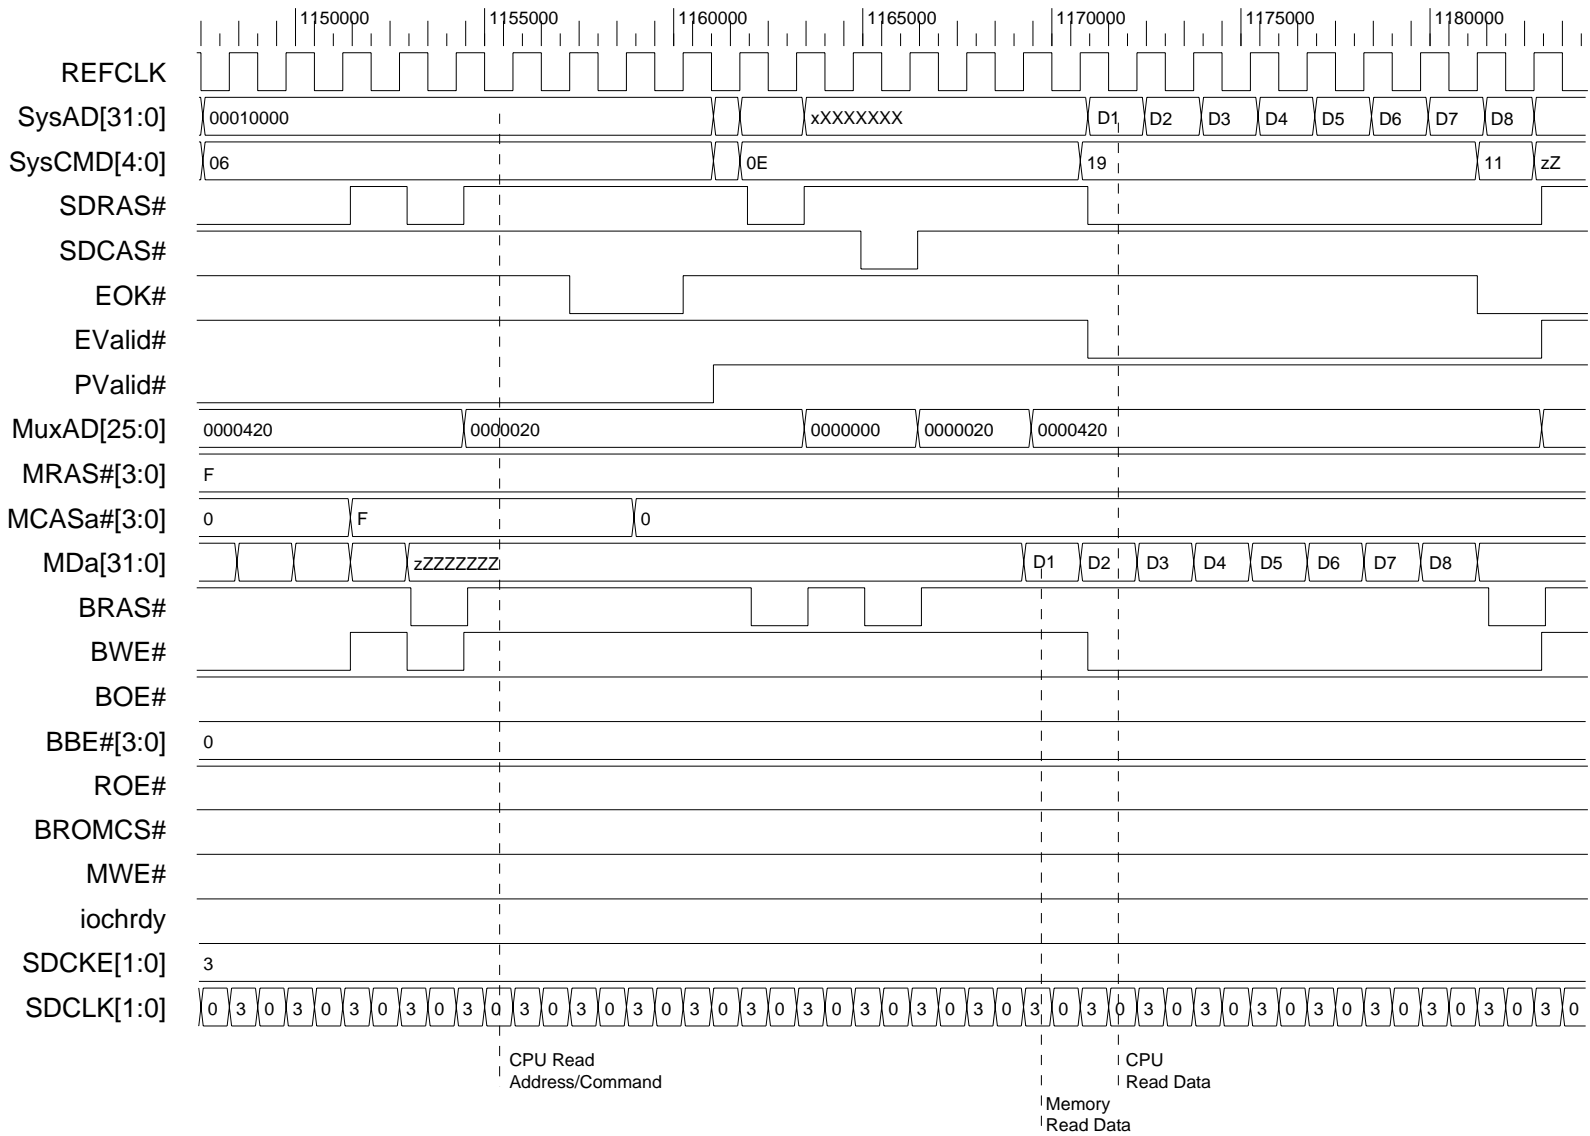 1150000 1155000 1160000 1165000 1170000 1175000 1180000
REFCLK
SysAD[31:0] 00010000 xXXXXXXX D1 D2 D3 D4 D5 D6 D7 D8
SysCMD[4:0] 06 0E 19 11 zZ
SDRAS#
SDCAS#
EOK#
EValid#
PValid#
MuxAD[25:0] 0000420 0000020 0000000 0000020 0000420
MRAS#[3:0] F
MCASa#[3:0] 0 F 0
MDa[31:0] zZZZZZZZ D1 D2 D3 D4 D5 D6 D7 D8
BRAS#
BWE#
BOE#
BBE#[3:0] 0
ROE#
BROMCS#
MWE#
iochrdy
SDCKE[1:0] 3
SDCLK[1:0] 0 3 0 3 0 3 0 3 0 3 0 3 0 3 0 3 0 3 0 3 0 3 0 3 0 3 0 3 0 3 0 3 0 3 0 3 0 3 0 3 0 3 0 3 0 3 0 3 0
CPU Read
Address/Command
CPU
Read Data
Memory
Read Data